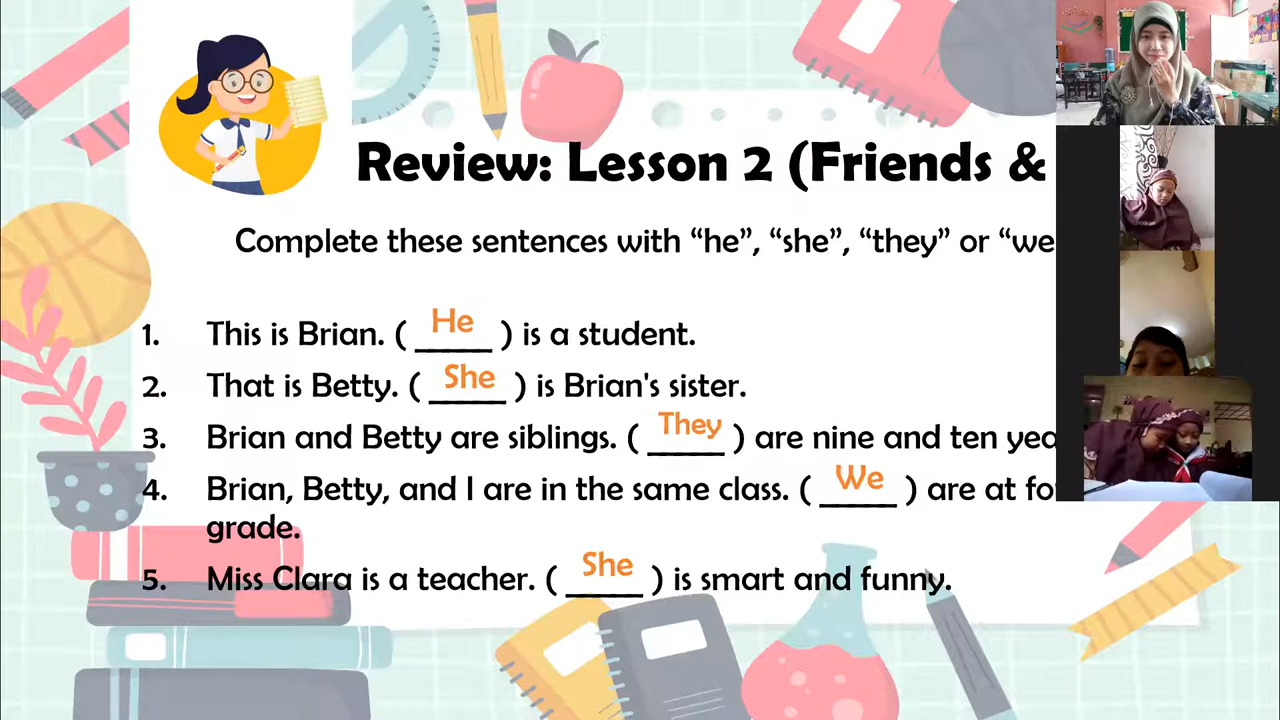 Review: Lesson 2 (Friends &
Complete these sentences with “he”, “she”, “they” or “we
1. This is Brian. ( He ) is a student.
2. That is Betty. ( She ) is Brian's sister.
3. Brian and Betty are siblings. ( They ) are nine and ten
4. Brian, Betty, and I are in the same class. ( We ) are at
grade.
5. Miss Clara is a teacher. ( She ) is smart and funny.